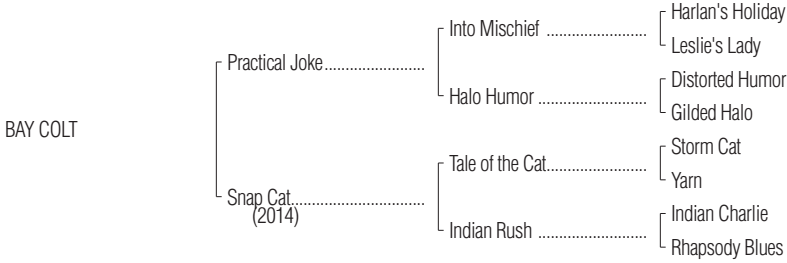 Harlan's Holiday
Into Mischief ........................
Leslie's Lady
Practical Joke........................
Distorted Humor
Halo Humor ..........................
Gilded Halo
BAY COLT
Storm Cat
Tale of the Cat........................
Yarn
Snap Cat................................
(2014)
Indian Charlie
Indian Rush ..........................
Rhapsody Blues